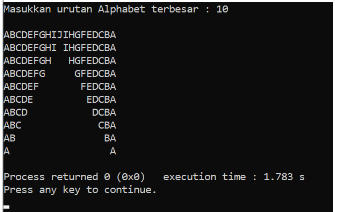 Masukkan urutan Alphabet terbesar : 10
ABCDEFGHIJIHGFEDCBA
ABCDEFGHI IHGFEDCBA
ABCDEFGH   HGFEDCBA
ABCDEFG     GFEDCBA
ABCDEF       FEDCBA
ABCDE         EDCBA
ABCD           DCBA
ABC             CBA
AB               BA
A                 A
Process returned 0 (0x0)   execution time : 1.783 s
Press any key to continue.